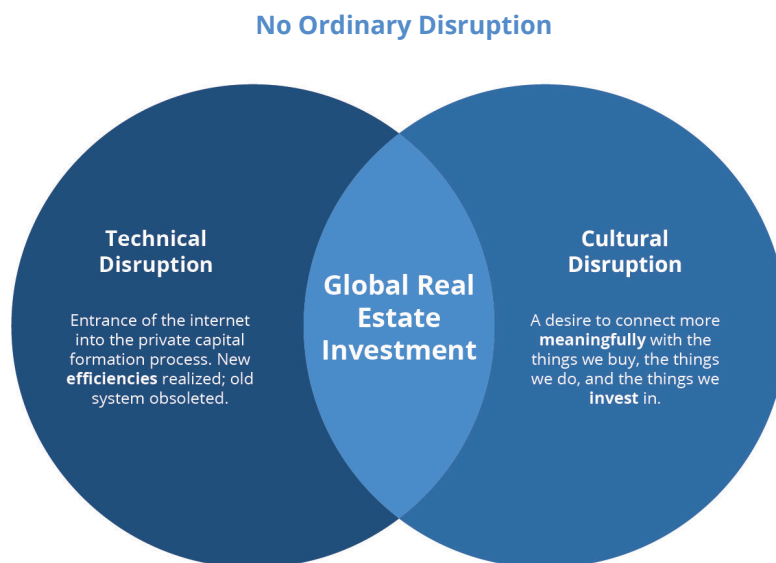 No Ordinary Disruption
Technical
Disruption
Entrance of the internet
into the private capital
formation process. New
efficiencies realized; old
system obsoleted.
Global Real
Estate
Investment
Cultural
Disruption
A desire to connect more
meaningfully with the
things we buy, the things
we do, and the things we
invest in.